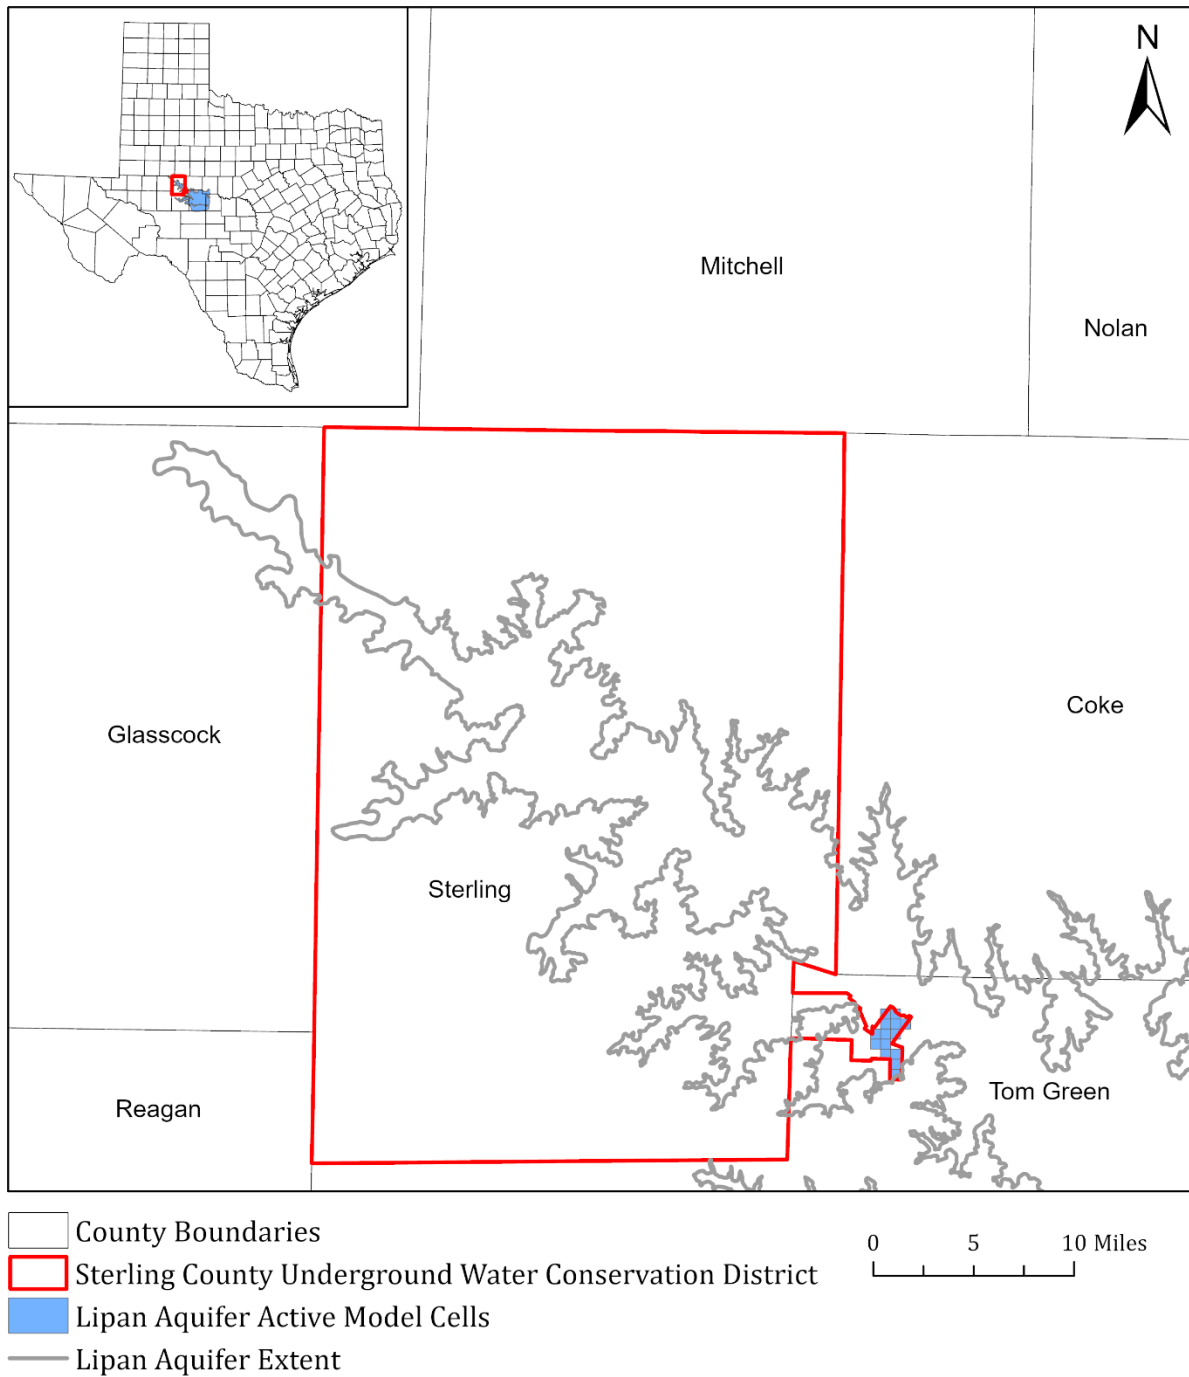 N
Mitchell
Nolan
Coke
Glasscock
Sterling
Tom Green
Reagan
County Boundaries
Sterling County Underground Water Conservation District
Lipan Aquifer Active Model Cells
Lipan Aquifer Extent
0 5 10 Miles